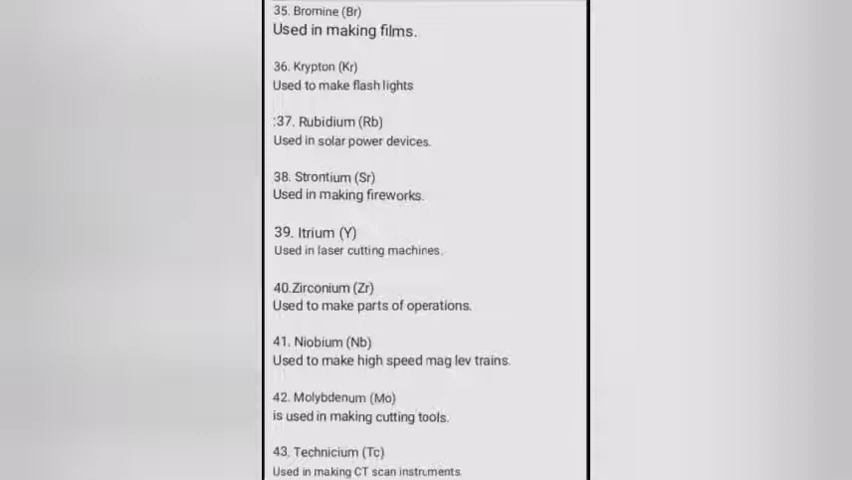 35. Bromine (Br)
Used in making films.
36. Krypton (Kr)
Used to make flash lights
:37. Rubidium (Rb)
Used in solar power devices.
38. Strontium (Sr)
Used in making fireworks.
39. Itrium (Y)
Used in laser cutting machines.
40.Zirconium (Zr)
Used to make parts of operations.
41. Niobium (Nb)
Used to make high speed mag lev trains.
42. Molybdenum (Mo)
is used in making cutting tools.
43. Technicium (Tc)
Used in making CT scan instruments